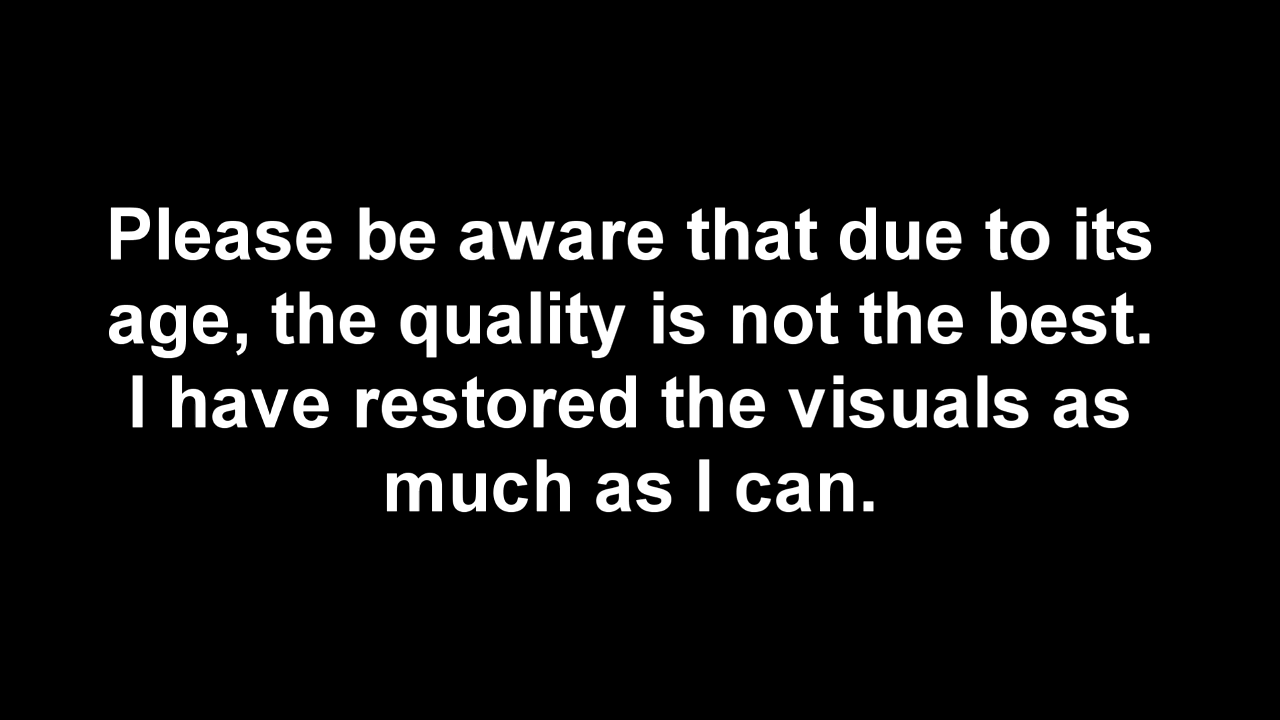 Please be aware that due to its
age, the quality is not the best.
I have restored the visuals as
much as I can.